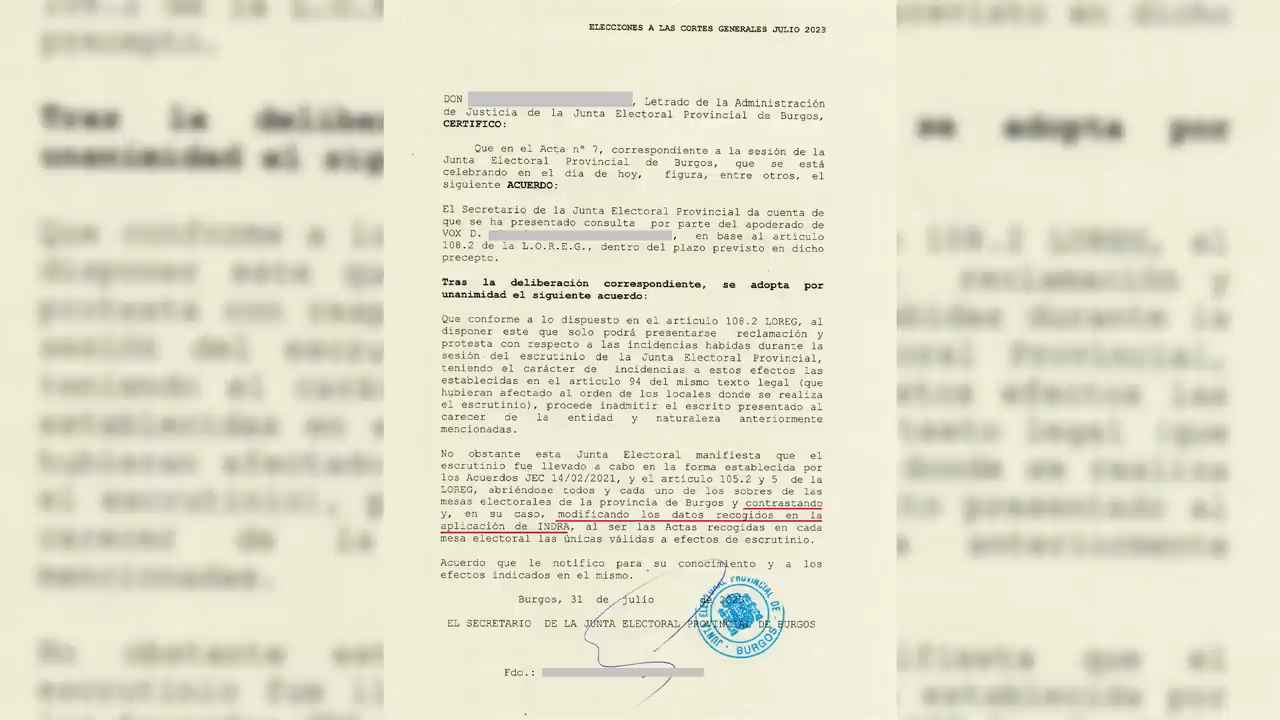 ELECCIONES A LAS CORTES GENERALES JULIO 2023
DON , Letrado de la Administración
de Justicia de la Junta Electoral Provincial de Burgos,
CERTIFICO:
Que en el Acta nº 7, correspondiente a la sesión de la
Junta Electoral Provincial de Burgos, que se está
celebrando en el día de hoy, figura, entre otros, el
siguiente ACUERDO:
El Secretario de la Junta Electoral Provincial da cuenta de
que se ha presentado consulta por parte del apoderado de
VOX D. , en base al artículo
108.2 de la L.O.R.E.G., dentro del plazo previsto en dicho
precepto.
Tras la deliberación correspondiente, se adopta por
unanimidad el siguiente acuerdo:
Que conforme a lo dispuesto en el artículo 108.2 LOREG, al
disponer este que solo podrá presentarse reclamación y
protesta con respecto a las incidencias habidas durante la
sesión del escrutinio de la Junta Electoral Provincial,
teniendo el carácter de incidencias a estos efectos las
establecidas en el artículo 94 del mismo texto legal (que
hubieran afectado al orden de los locales donde se realiza
el escrutinio), procede inadmitir el escrito presentado al
carecer de la entidad y naturaleza anteriormente
mencionadas.
No obstante esta Junta Electoral manifiesta que el
escrutinio fue llevado a cabo en la forma establecida por
los Acuerdos JEC 14/02/2021, y el artículo 105.2 y 5 de la
LOREG, abriéndose todos y cada uno de los sobres de las
mesas electorales de la provincia de Burgos y contrastando
y, en su caso, modificando los datos recogidos en la
aplicación de INDRA, al ser las Actas recogidas en cada
mesa electoral las únicas válidas a efectos de escrutinio.
Acuerdo que le notifico para su conocimiento y a los
efectos indicados en el mismo.
Burgos, 31 de julio de
EL SECRETARIO DE LA JUNTA ELECTORAL PROVINCIAL DE BURGOS
JUNTA ELECTORAL PROVINCIAL DE · BURGOS ·
Fdo.: